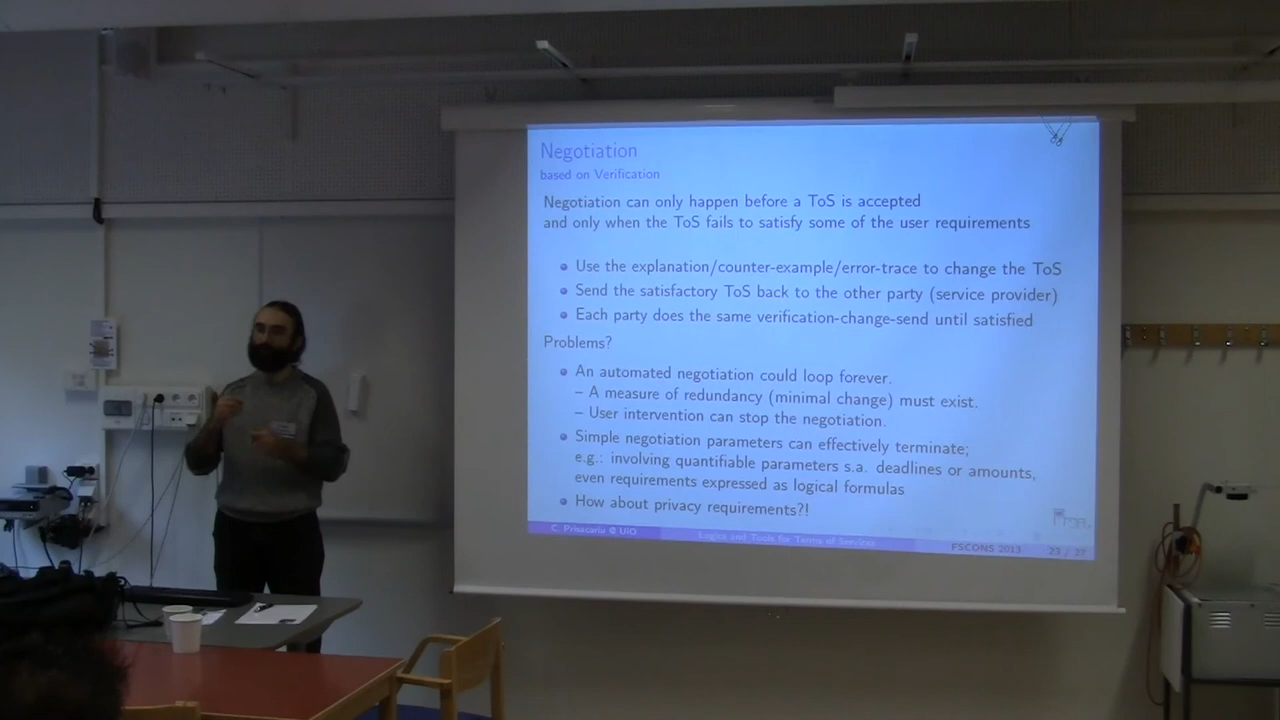 Negotiation
based on Verification
Negotiation can only happen before a ToS is accepted
and only when the ToS fails to satisfy some of the user requirements
Use the explanation/counter-example/error-trace to change the ToS
Send the satisfactory ToS back to the other party (service provider)
Each party does the same verification-change-send until satisfied
Problems?
An automated negotiation could loop forever.
– A measure of redundancy (minimal change) must exist.
– User intervention can stop the negotiation.
Simple negotiation parameters can effectively terminate;
e.g.: involving quantifiable parameters s.a. deadlines or amounts,
even requirements expressed as logical formulas
How about privacy requirements?!
C. Prisacariu @ UiO
Logics and Tools for Terms of Services
FSCONS 2013
23 / 27